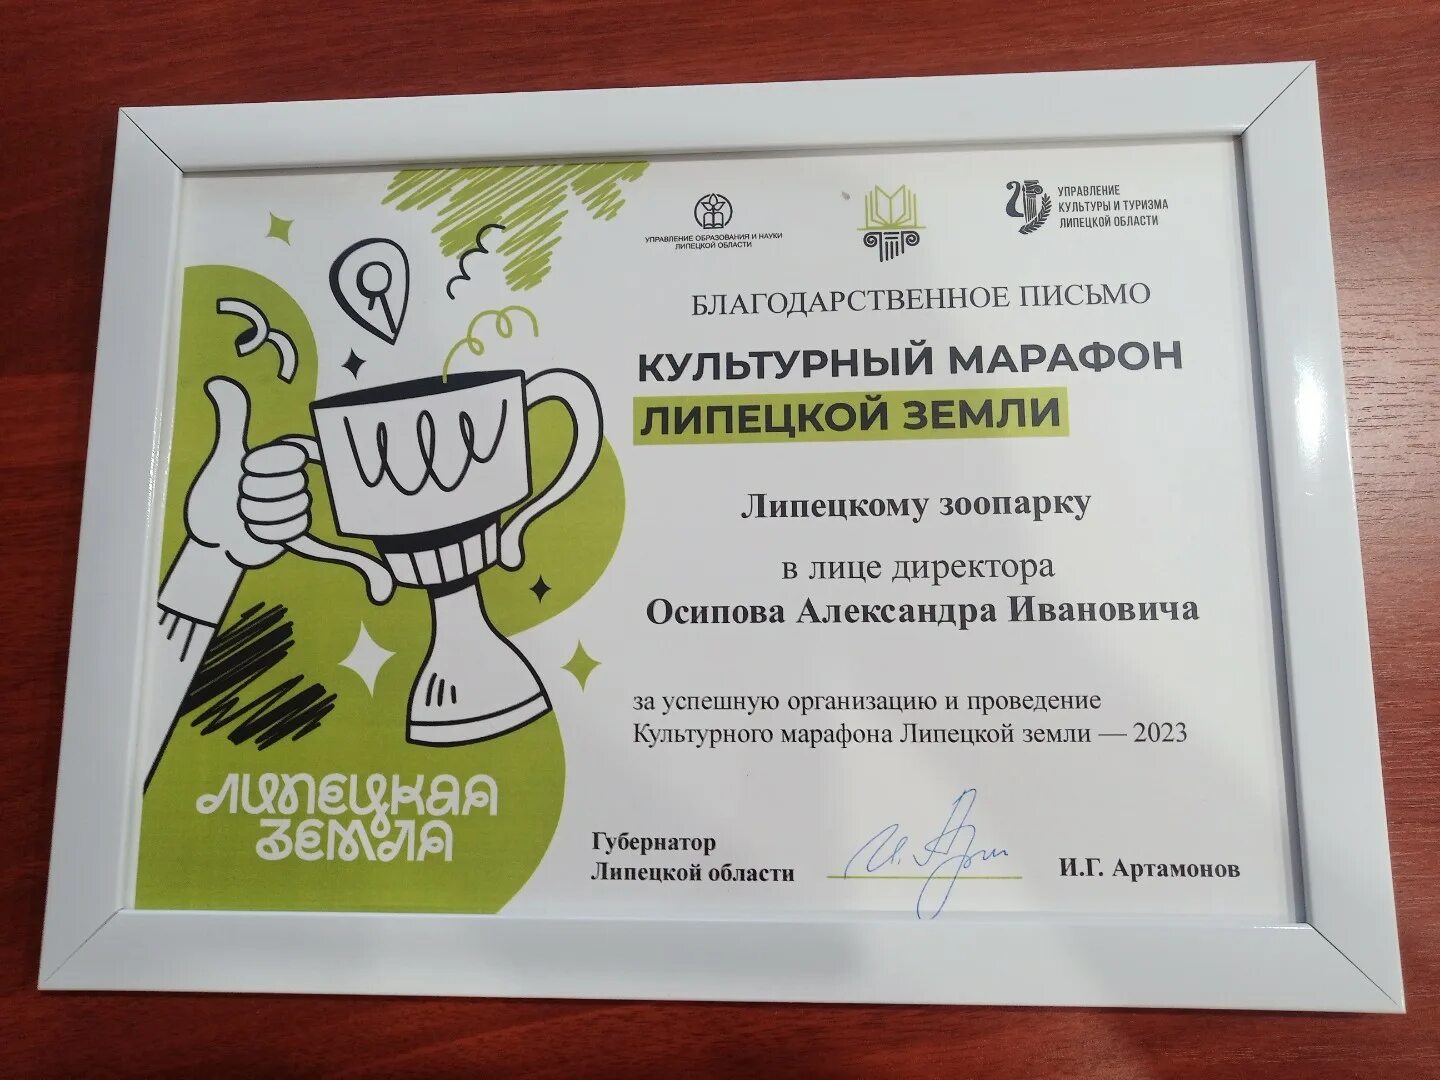 УПРАВЛЕНИЕ ОБРАЗОВАНИЯ И НАУКИ
ЛИПЕЦКОЙ ОБЛАСТИ
УПРАВЛЕНИЕ
КУЛЬТУРЫ И ТУРИЗМА
ЛИПЕЦКОЙ ОБЛАСТИ
БЛАГОДАРСТВЕННОЕ ПИСЬМО
КУЛЬТУРНЫЙ МАРАФОН
ЛИПЕЦКОЙ ЗЕМЛИ
Липецкому зоопарку
в лице директора
Осипова Александра Ивановича
за успешную организацию и проведение
Культурного марафона Липецкой земли — 2023
ЛИПЕЦКАЯ
ЗЕМЛЯ
Губернатор
Липецкой области
И.Г. Артамонов